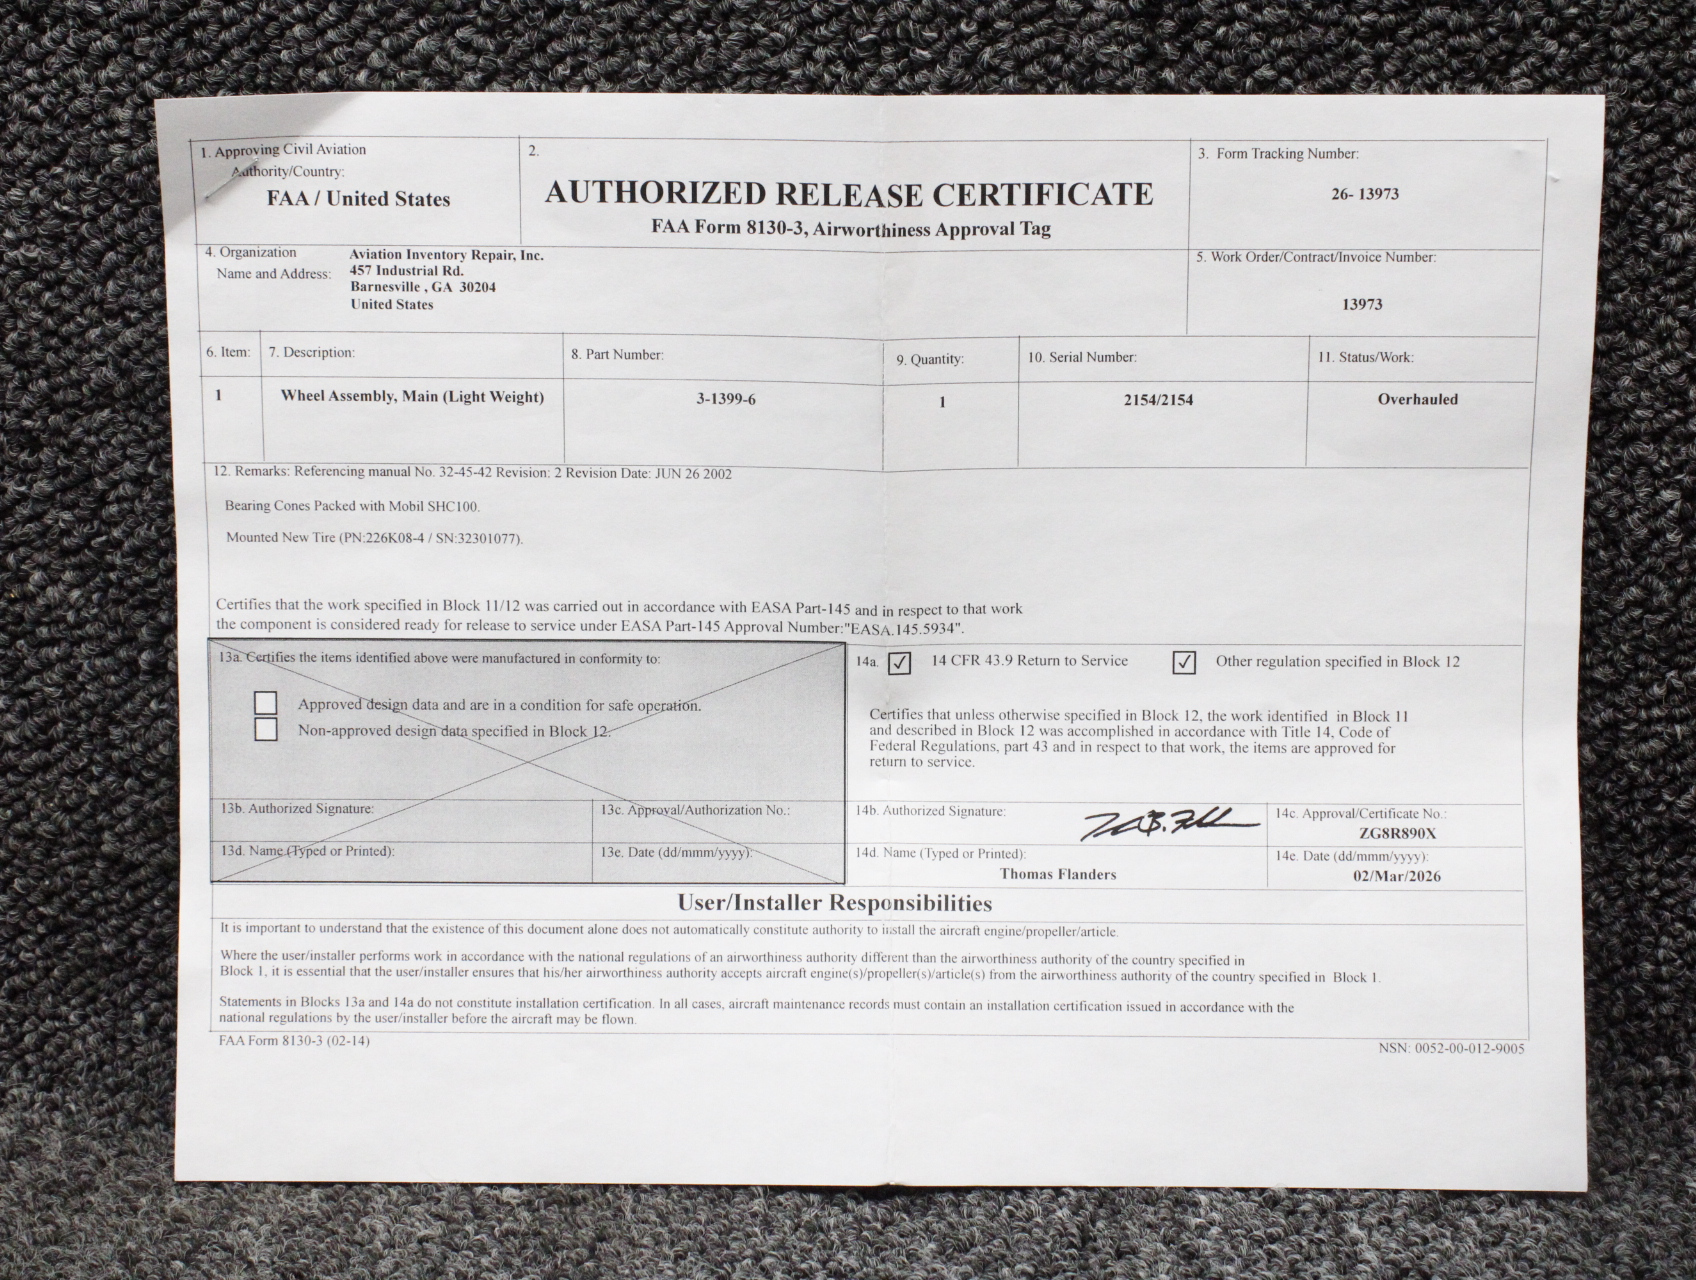 1. Approving Civil Aviation
Authority/Country:
FAA / United States
2.
AUTHORIZED RELEASE CERTIFICATE
FAA Form 8130-3, Airworthiness Approval Tag
3. Form Tracking Number:
26- 13973
4. Organization
Name and Address:
Aviation Inventory Repair, Inc.
457 Industrial Rd.
Barnesville , GA 30204
United States
5. Work Order/Contract/Invoice Number:
13973
6. Item:
7. Description:
8. Part Number:
9. Quantity:
10. Serial Number:
11. Status/Work:
1
Wheel Assembly, Main (Light Weight)
3-1399-6
1
2154/2154
Overhauled
12. Remarks: Referencing manual No. 32-45-42 Revision: 2 Revision Date: JUN 26 2002
Bearing Cones Packed with Mobil SHC100.
Mounted New Tire (PN:226K08-4 / SN:32301077).
Certifies that the work specified in Block 11/12 was carried out in accordance with EASA Part-145 and in respect to that work
the component is considered ready for release to service under EASA Part-145 Approval Number:"EASA.145.5934".
13a. Certifies the items identified above were manufactured in conformity to:
Approved design data and are in a condition for safe operation.
Non-approved design data specified in Block 12.
13b. Authorized Signature:
13c. Approval/Authorization No.:
13d. Name (Typed or Printed):
13e. Date (dd/mmm/yyyy):
14a. 14 CFR 43.9 Return to Service
Other regulation specified in Block 12
Certifies that unless otherwise specified in Block 12, the work identified in Block 11
and described in Block 12 was accomplished in accordance with Title 14, Code of
Federal Regulations, part 43 and in respect to that work, the items are approved for
return to service.
14b. Authorized Signature:
14c. Approval/Certificate No.:
ZG8R890X
14d. Name (Typed or Printed):
Thomas Flanders
14e. Date (dd/mmm/yyyy):
02/Mar/2026
User/Installer Responsibilities
It is important to understand that the existence of this document alone does not automatically constitute authority to install the aircraft engine/propeller/article.
Where the user/installer performs work in accordance with the national regulations of an airworthiness authority different than the airworthiness authority of the country specified in
Block 1, it is essential that the user/installer ensures that his/her airworthiness authority accepts aircraft engine(s)/propeller(s)/article(s) from the airworthiness authority of the country specified in Block 1.
Statements in Blocks 13a and 14a do not constitute installation certification. In all cases, aircraft maintenance records must contain an installation certification issued in accordance with the
national regulations by the user/installer before the aircraft may be flown.
FAA Form 8130-3 (02-14)
NSN: 0052-00-012-9005